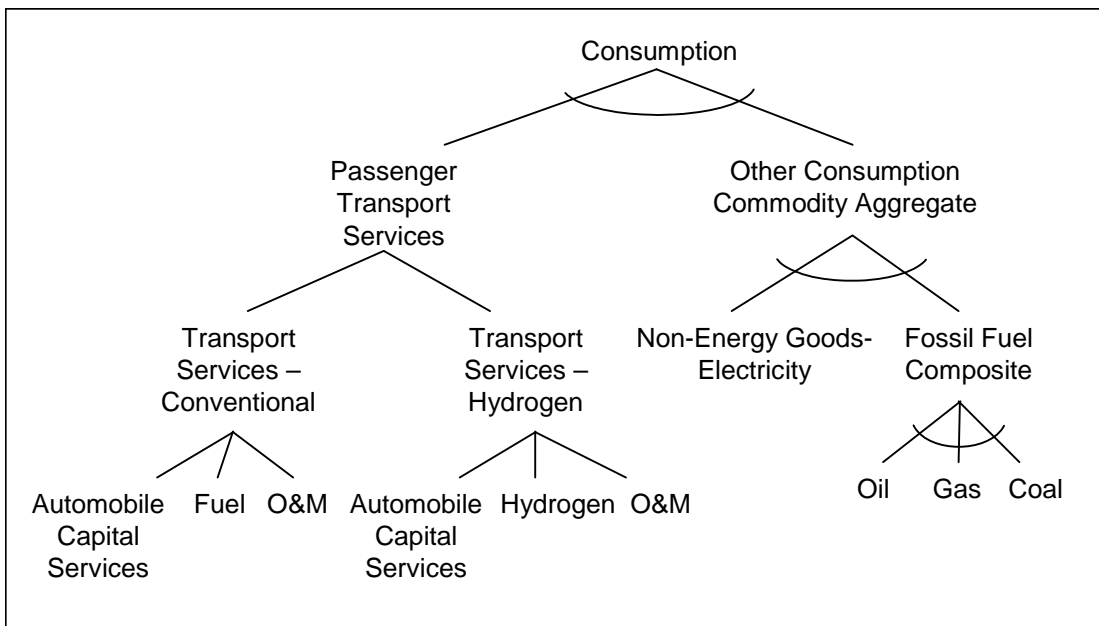 Consumption
Passenger
Transport
Services
Other Consumption
Commodity Aggregate
Transport
Services –
Conventional
Transport
Services –
Hydrogen
Non-Energy Goods-
Electricity
Fossil Fuel
Composite
Automobile
Capital
Services
Fuel
O&M
Automobile
Capital
Services
Hydrogen
O&M
Oil
Gas
Coal